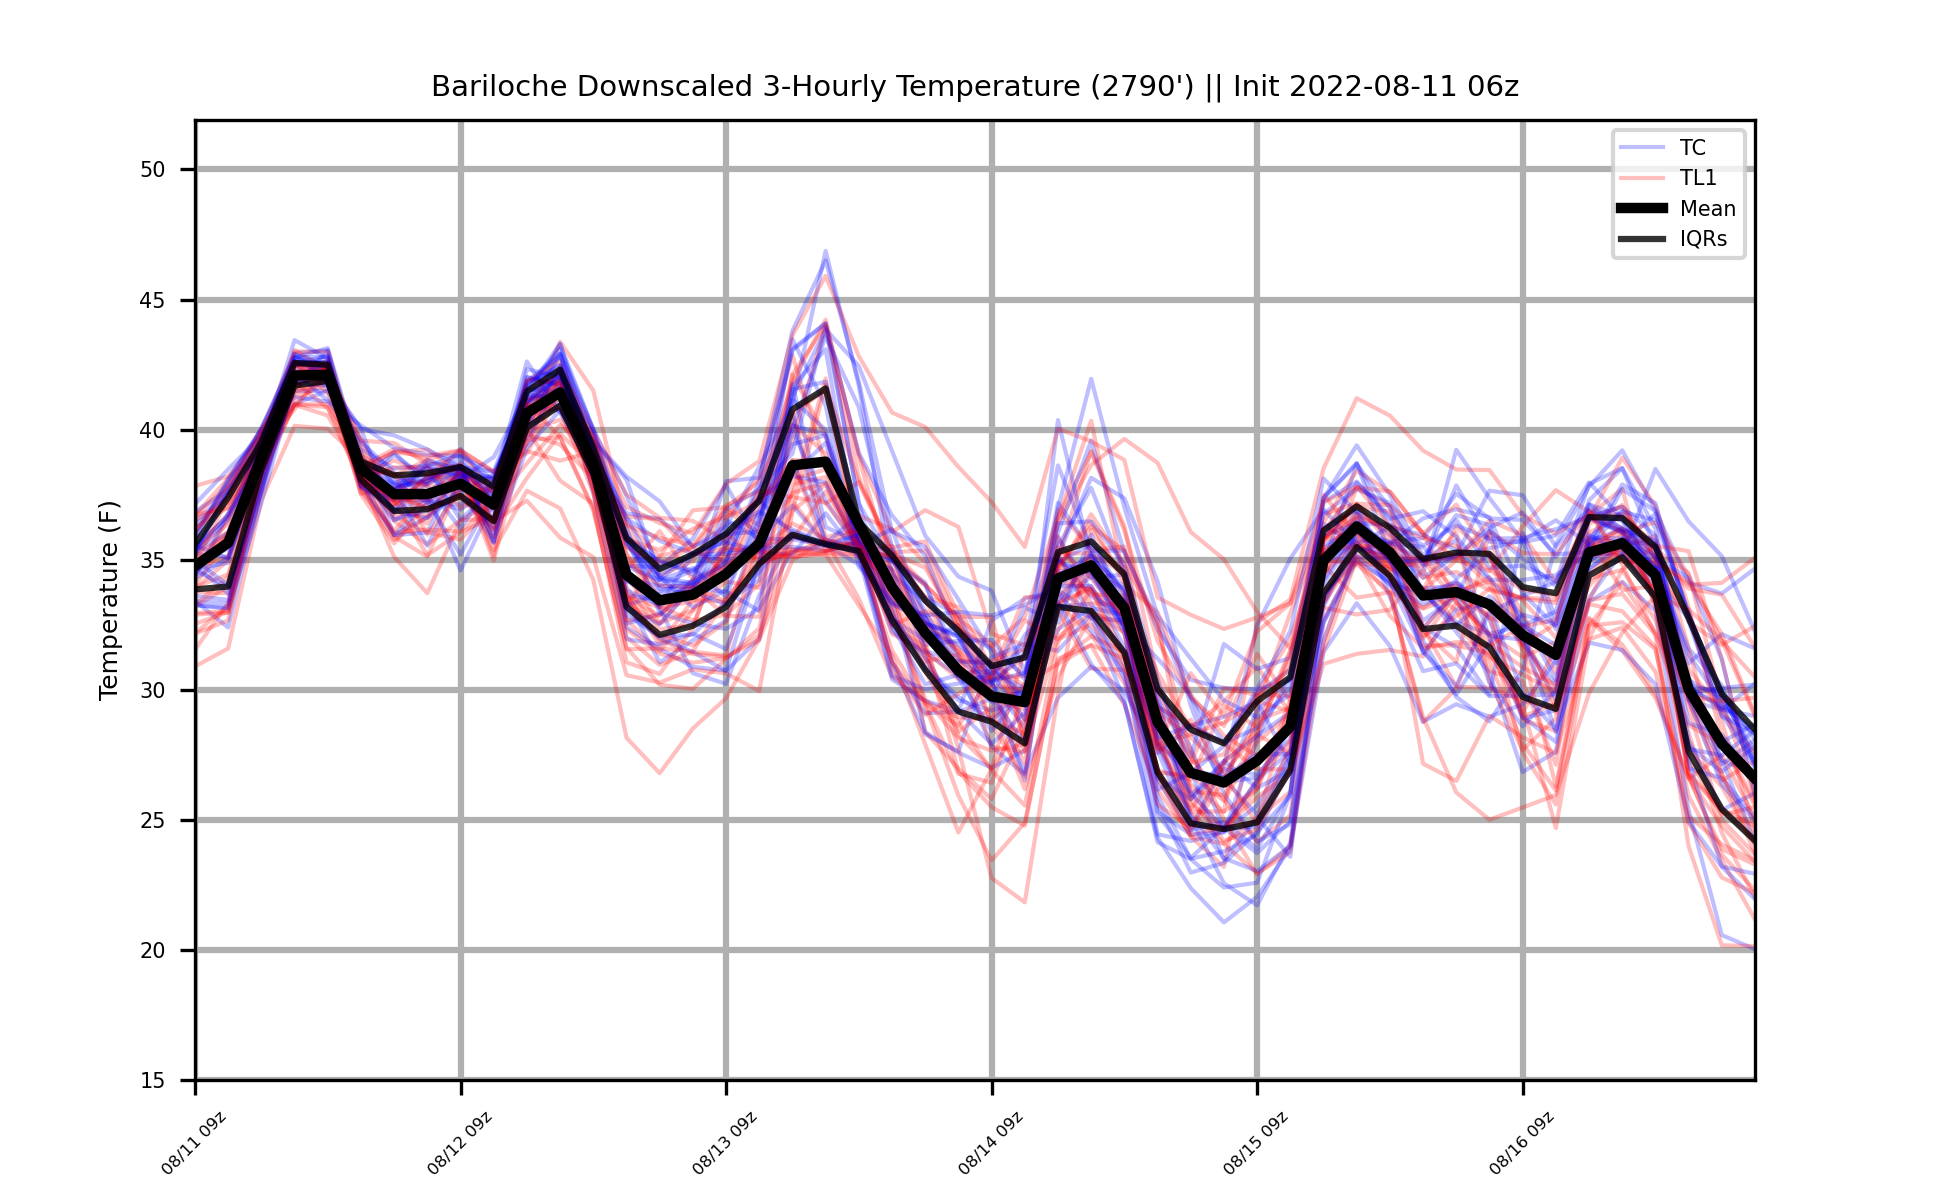 Bariloche Downscaled 3-Hourly Temperature (2790') || Init 2022-08-11 06z
TC
TL1
Mean
IQRs
Temperature (F)
50
45
40
35
30
25
20
15
08/11 09z
08/12 09z
08/13 09z
08/14 09z
08/15 09z
08/16 09z